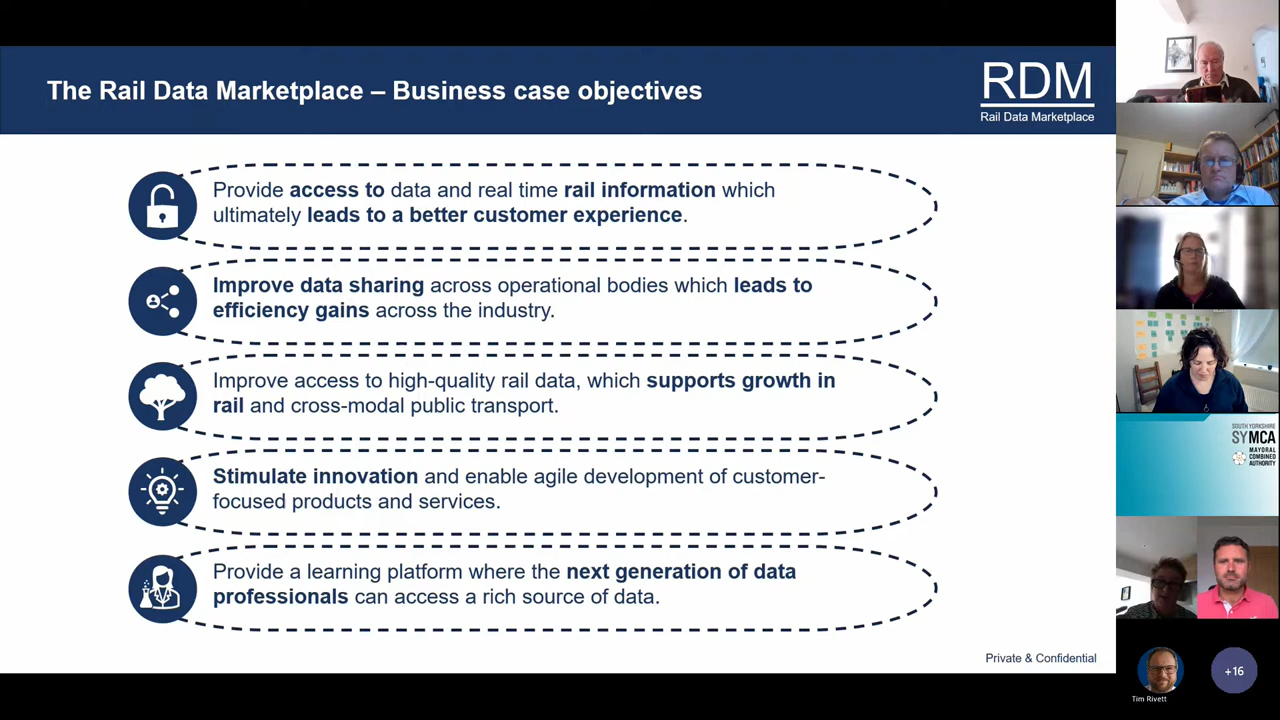 The Rail Data Marketplace – Business case objectives
RDM
Rail Data Marketplace
Provide access to data and real time rail information which
ultimately leads to a better customer experience.
Improve data sharing across operational bodies which leads to
efficiency gains across the industry.
Improve access to high-quality rail data, which supports growth in
rail and cross-modal public transport.
Stimulate innovation and enable agile development of customer-
focused products and services.
Provide a learning platform where the next generation of data
professionals can access a rich source of data.
Private & Confidential
SOUTH YORKSHIRE
SYMCA
MAYORAL
COMBINED
AUTHORITY
Tim Rivett
+16